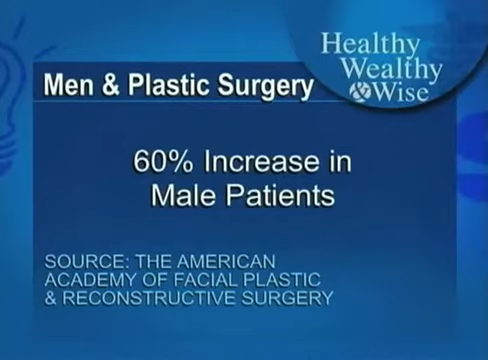 Healthy
Wealthy
& Wise
Men & Plastic Surgery
60% Increase in
Male Patients
SOURCE: THE AMERICAN
ACADEMY OF FACIAL PLASTIC
& RECONSTRUCTIVE SURGERY